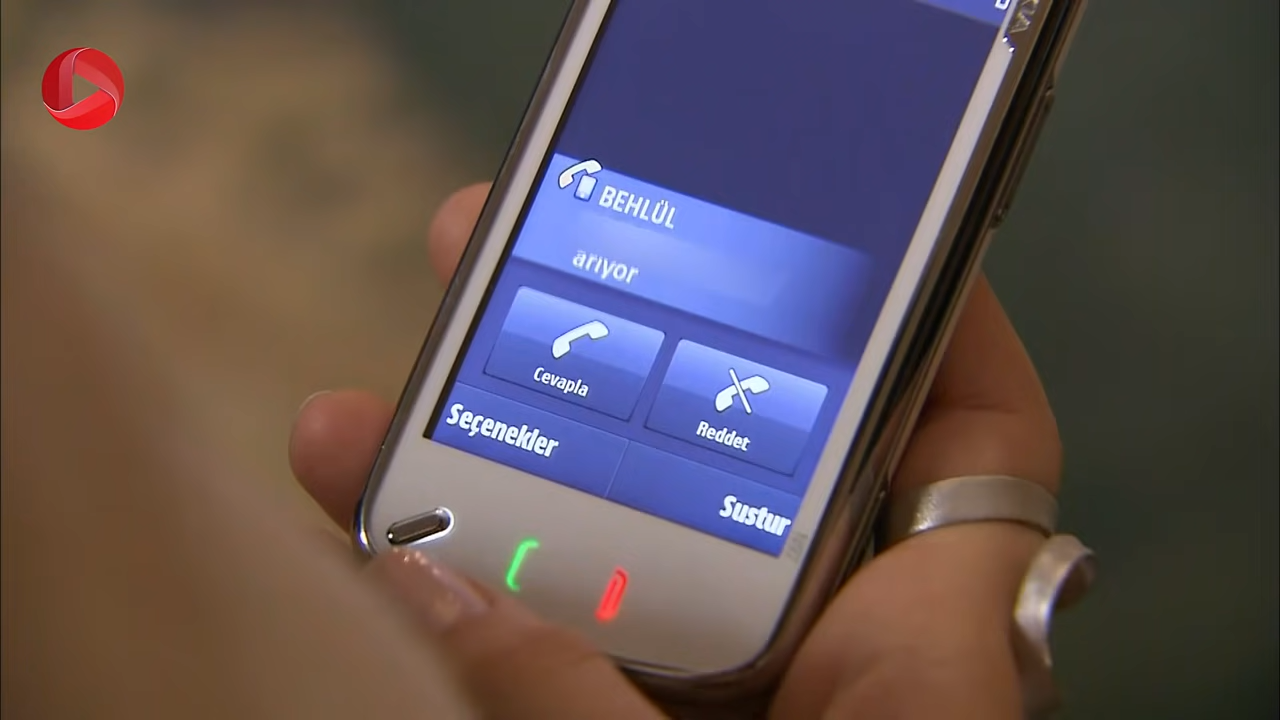 BEHLÜL
arıyor
Cevapla
Reddet
Seçenekler
Sustur